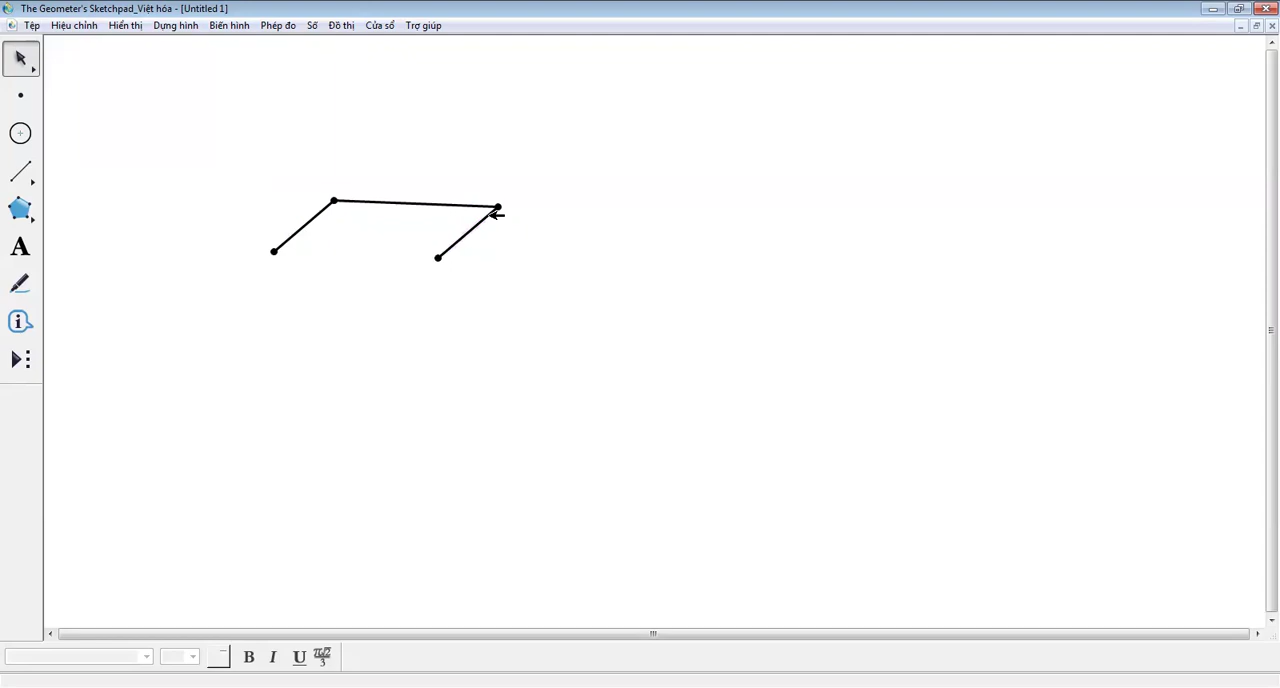 The Geometer's Sketchpad_Việt hóa - [Untitled 1]
Tệp Hiệu chỉnh Hiển thị Dựng hình Biến hình Phép đo Số Đồ thị Cửa sổ Trợ giúp
A
i
B I U